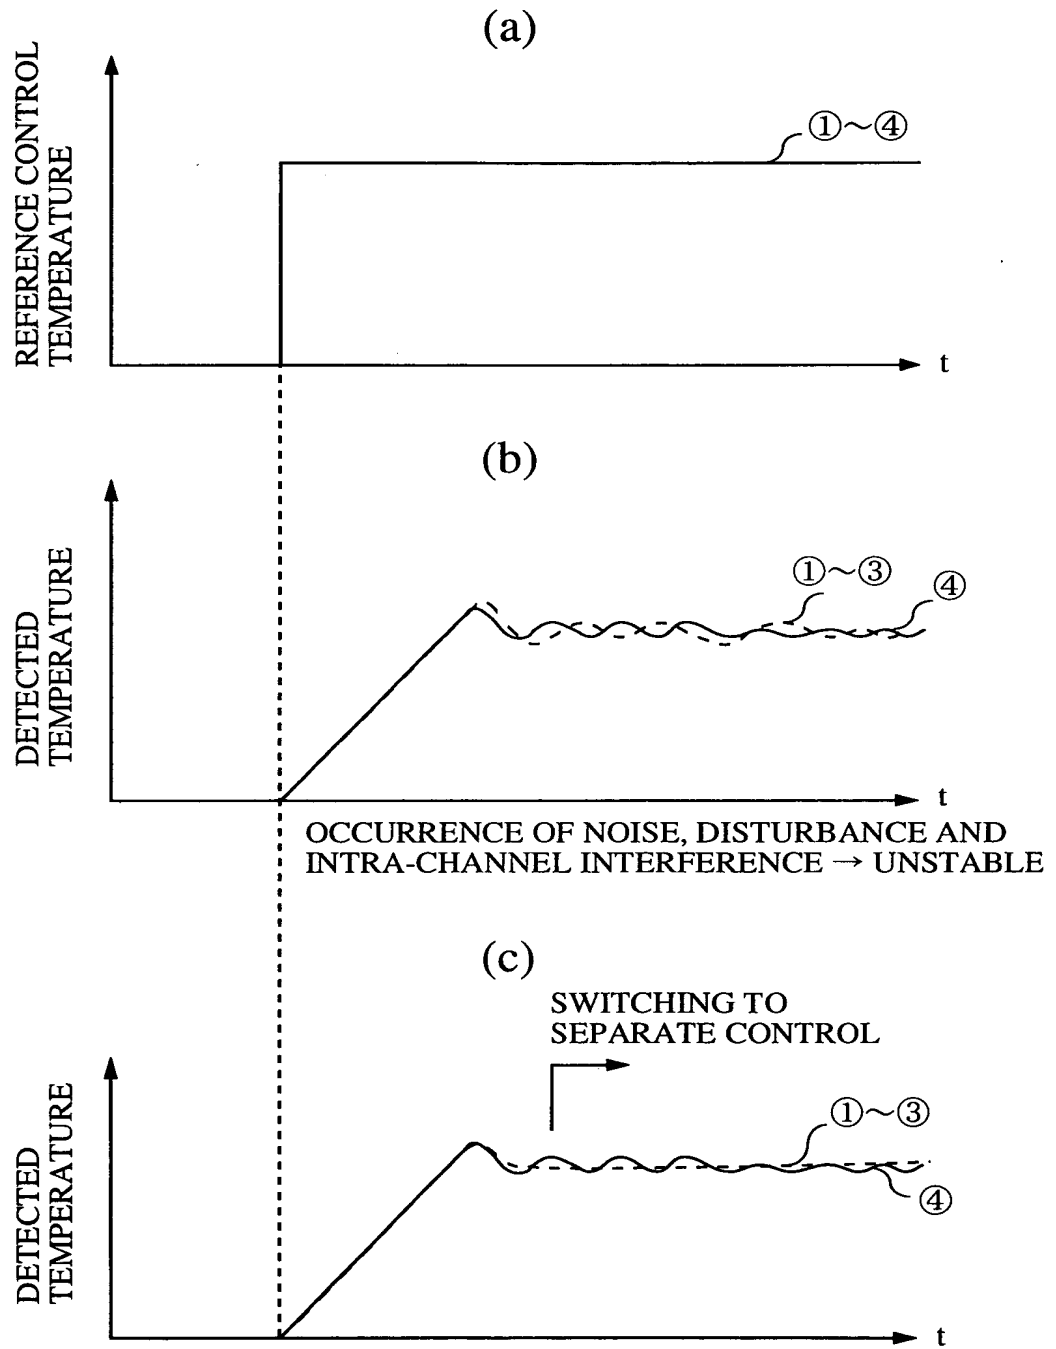 (a)
REFERENCE CONTROL
TEMPERATURE
①~④
t
(b)
DETECTED
TEMPERATURE
①~③
④
t
OCCURRENCE OF NOISE, DISTURBANCE AND
INTRA-CHANNEL INTERFERENCE → UNSTABLE
(c)
SWITCHING TO
SEPARATE CONTROL
DETECTED
TEMPERATURE
①~③
④
t